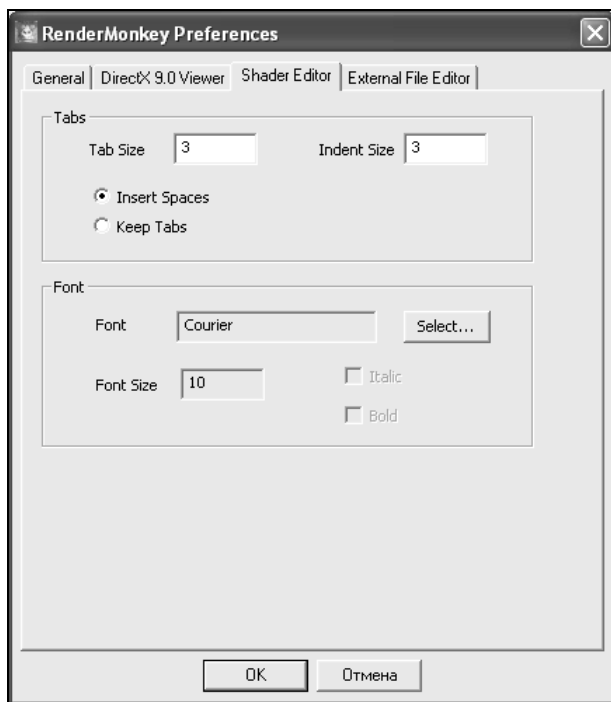 RenderMonkey Preferences
General DirectX 9.0 Viewer Shader Editor External File Editor
Tabs
Tab Size 3 Indent Size 3
Insert Spaces
Keep Tabs
Font
Font Courier Select...
Font Size 10 Italic
Bold
OK Отмена